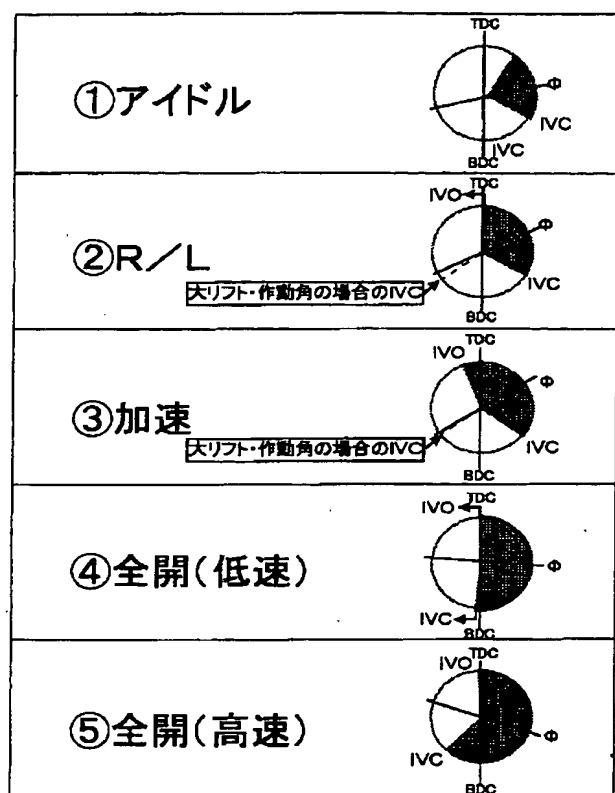 TDC
①アイドル
Φ
IVC
IVC
BDC
TDC
IVO
Φ
②R／L
IVC
大リフト・作動角の場合のIVC
BDC
TDC
IVO
Φ
③加速
大リフト・作動角の場合のIVC
IVC
BDC
TDC
IVO
④全開(低速)
Φ
IVC
BDC
TDC
IVO
⑤全開(高速)
Φ
IVC
BDC